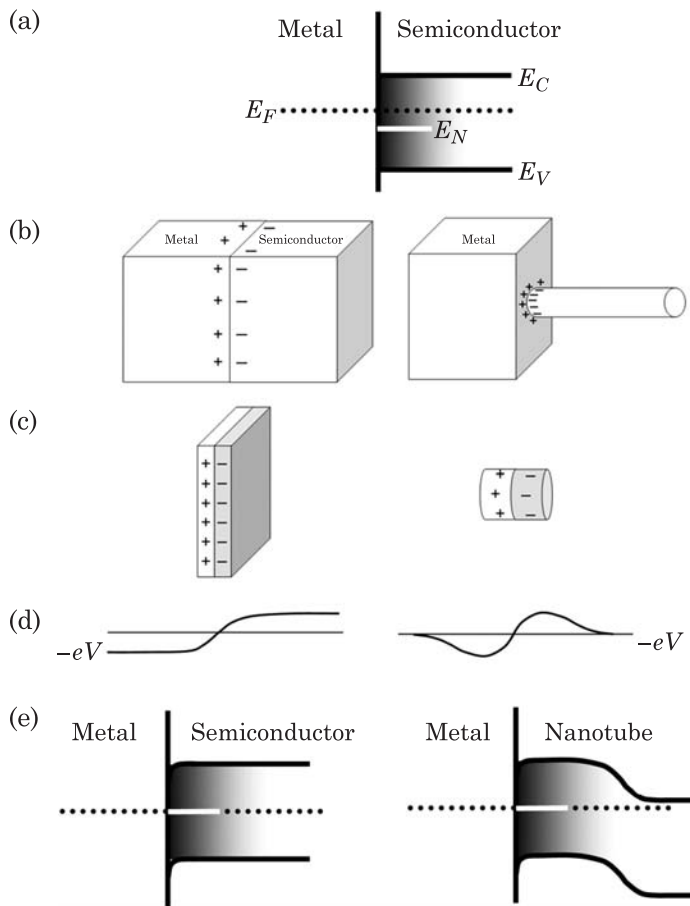 (a)
Metal Semiconductor
E_C
E_F
E_N
E_V
(b)
Metal + − Semiconductor Metal
+ −
+ −
+ −
+ −
+ −
(c)
+ − + −
+ − + −
+ − + −
+ −
+ −
+ −
(d)
−eV −eV
(e)
Metal Semiconductor Metal Nanotube